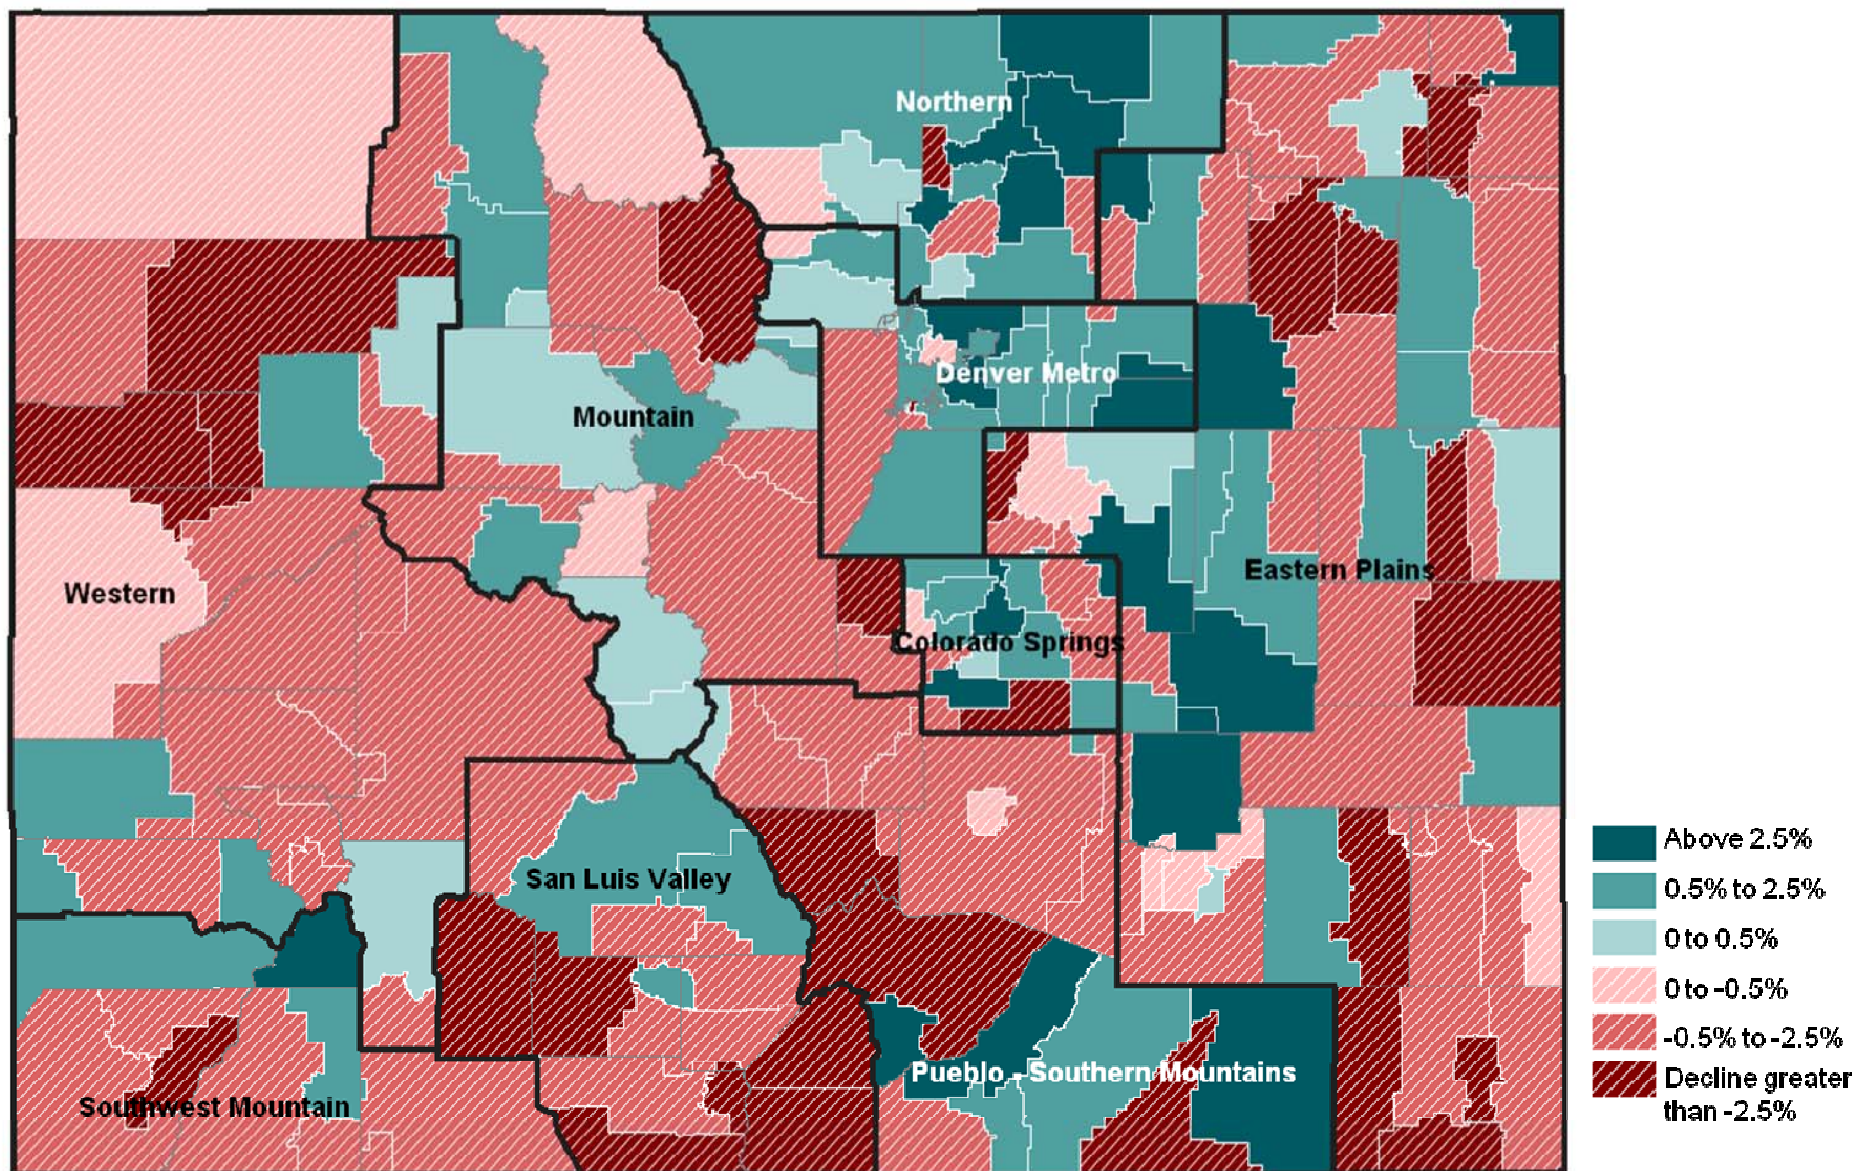 Northern
Denver Metro
Mountain
Eastern Plains
Western
Colorado Springs
San Luis Valley
Pueblo - Southern Mountains
Southwest Mountain
Above 2.5%
0.5% to 2.5%
0 to 0.5%
0 to -0.5%
-0.5% to -2.5%
Decline greater
than -2.5%